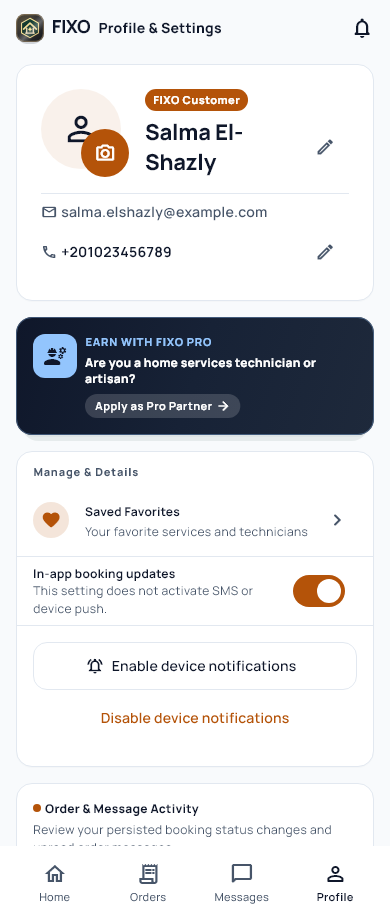 FIXO Profile & Settings
FIXO Customer
Salma El-
Shazly
salma.elshazly@example.com
+201023456789
EARN WITH FIXO PRO
Are you a home services technician or
artisan?
Apply as Pro Partner →
Manage & Details
Saved Favorites
Your favorite services and technicians
In-app booking updates
This setting does not activate SMS or
device push.
Enable device notifications
Disable device notifications
Order & Message Activity
Review your persisted booking status changes and
Home
Orders
Messages
Profile